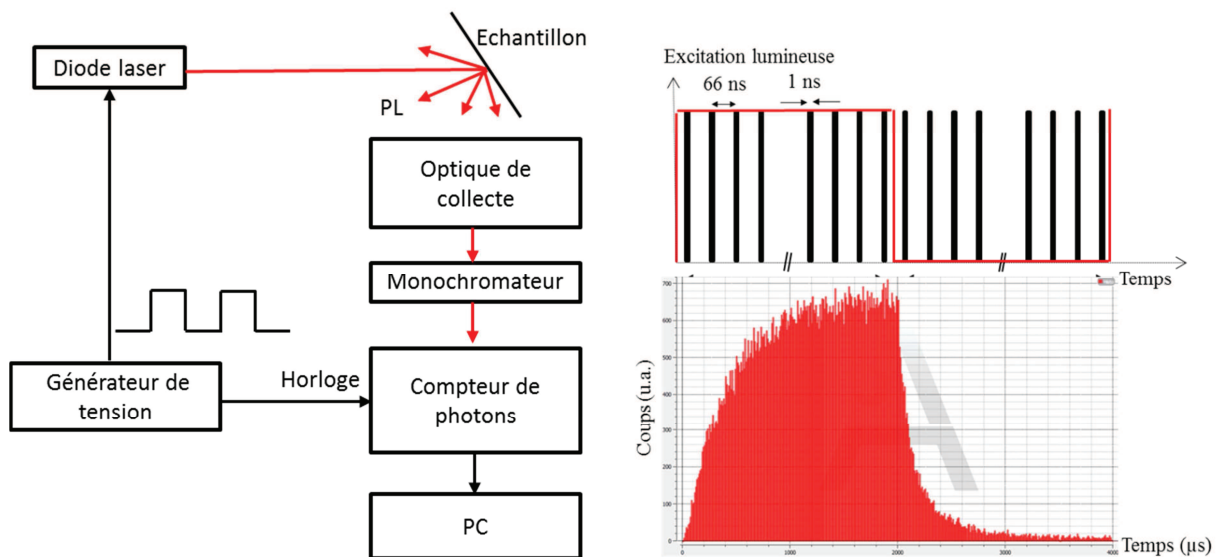 Echantillon
Diode laser
PL
Optique de
collecte
Monochromateur
Générateur de
tension
Horloge
Compteur de
photons
PC
Excitation lumineuse
66 ns
1 ns
//
//
Temps
Coups (u.a.)
700
600
500
400
300
200
100
0
0
1000
2000
3000
4000
Temps (µs)